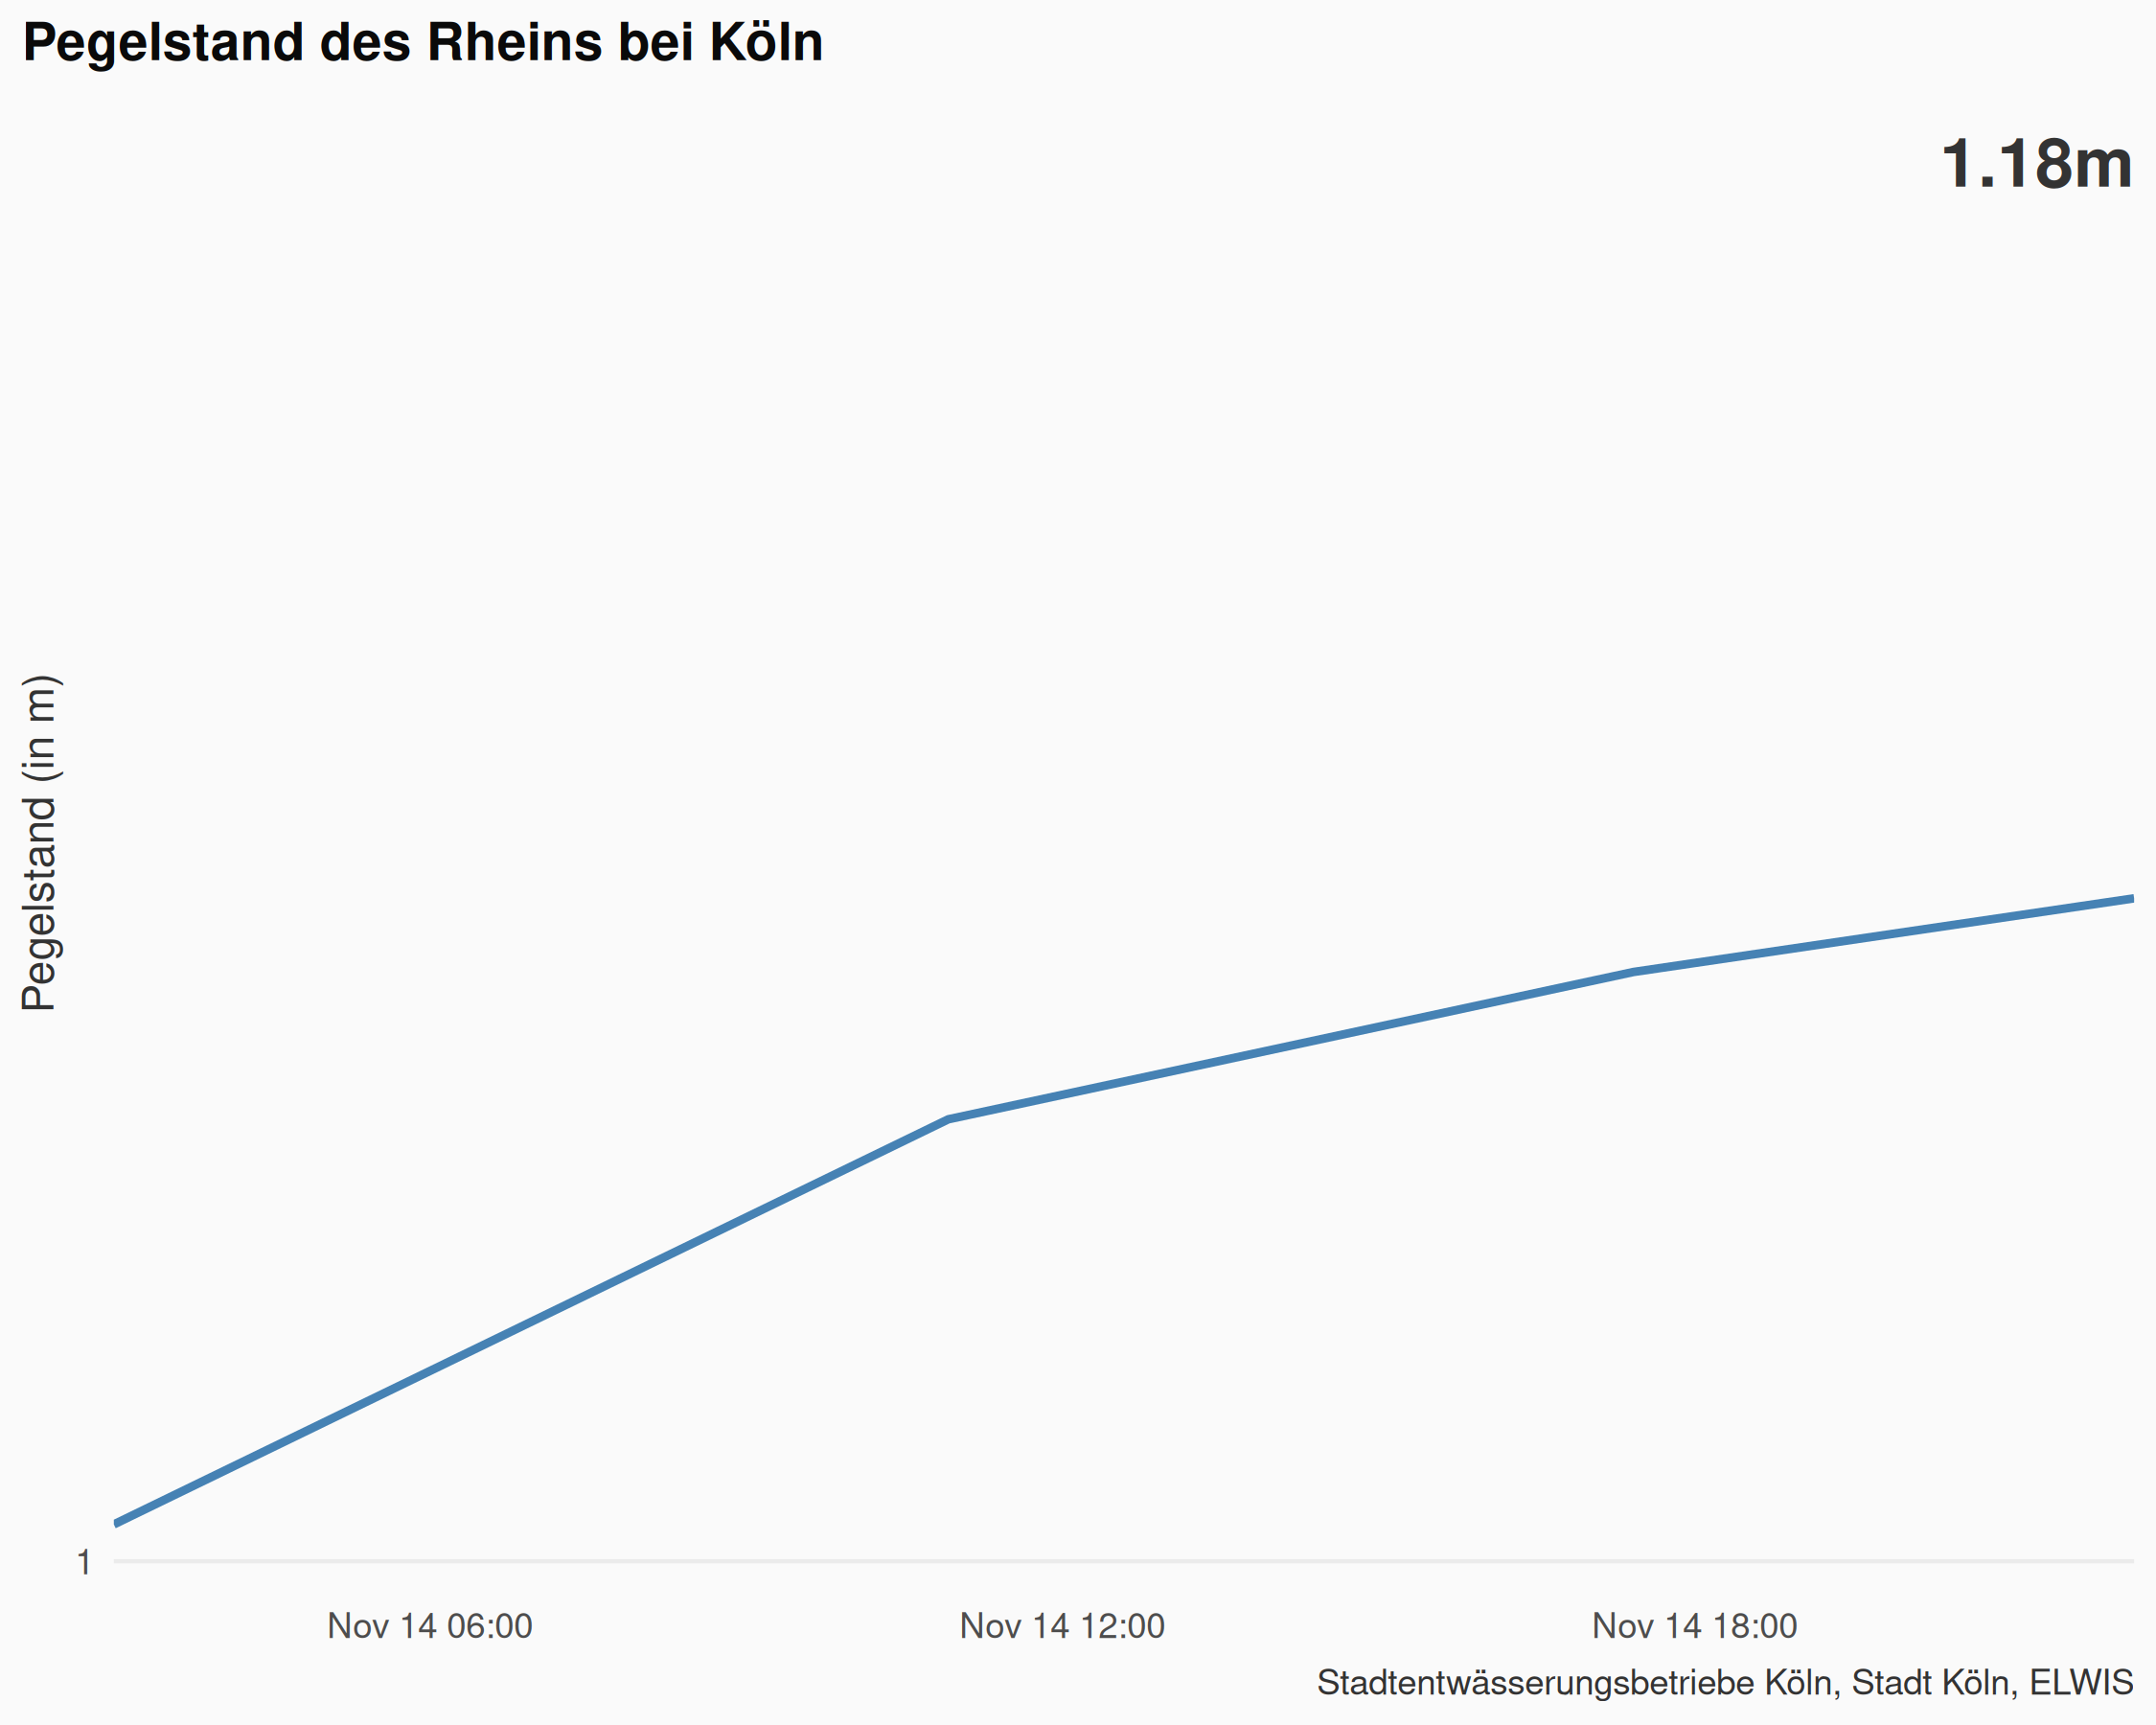 Pegelstand des Rheins bei Köln
1.18m
Pegelstand (in m)
1
Nov 14 06:00
Nov 14 12:00
Nov 14 18:00
Stadtentwässerungsbetriebe Köln, Stadt Köln, ELWIS